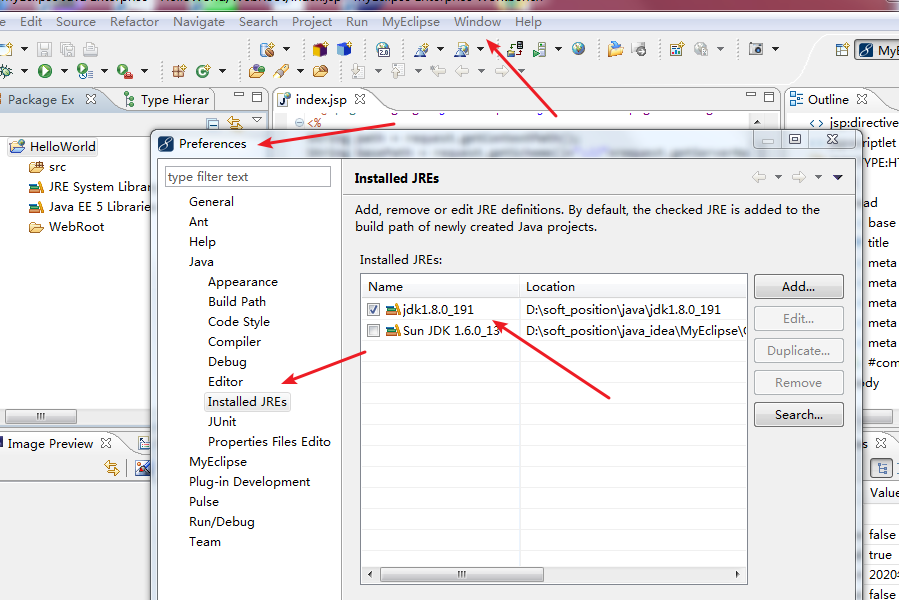 Edit Source Refactor Navigate Search Project Run MyEclipse Window Help
MyE
Package Ex
Type Hierar
index.jsp
Outline
<%
jsp:directive
HelloWorld
src
JRE System Librar
Java EE 5 Librarie
WebRoot
Preferences
type filter text
General
Ant
Help
Java
Appearance
Build Path
Code Style
Compiler
Debug
Editor
Installed JREs
JUnit
Properties Files Edito
MyEclipse
Plug-in Development
Pulse
Run/Debug
Team
Installed JREs
Add, remove or edit JRE definitions. By default, the checked JRE is added to the
build path of newly created Java projects.
Installed JREs:
Name Location
jdk1.8.0_191 D:\soft_position\java\jdk1.8.0_191
Sun JDK 1.6.0_13 D:\soft_position\java_idea\MyEclipse\
Add...
Edit...
Duplicate...
Remove
Search...
riptlet
TYPE:HT
ad
base
title
meta
meta
meta
meta
meta
#com
dy
Image Preview
s
Value
false
true
2020
false